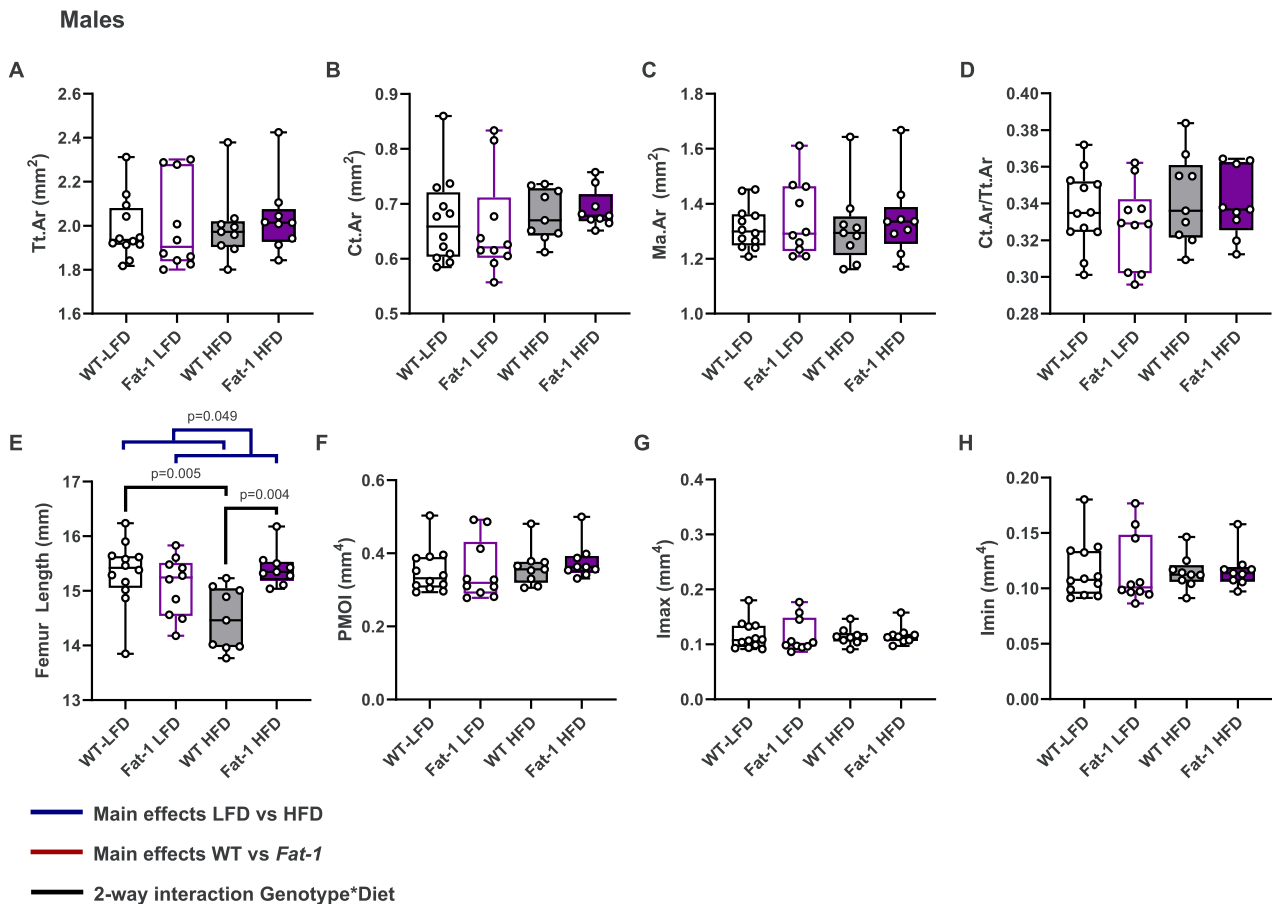 Males
A
Tt.Ar (mm²)
2.6
2.4
2.2
2.0
1.8
1.6
WT-LFD
Fat-1 LFD
WT HFD
Fat-1 HFD
B
Ct.Ar (mm²)
0.9
0.8
0.7
0.6
0.5
WT-LFD
Fat-1 LFD
WT HFD
Fat-1 HFD
C
Ma.Ar (mm²)
1.8
1.6
1.4
1.2
1.0
WT-LFD
Fat-1 LFD
WT HFD
Fat-1 HFD
D
Ct.Ar/Tt.Ar
0.40
0.38
0.36
0.34
0.32
0.30
0.28
WT-LFD
Fat-1 LFD
WT HFD
Fat-1 HFD
E
p=0.049
p=0.005
p=0.004
Femur Length (mm)
17
16
15
14
13
WT-LFD
Fat-1 LFD
WT HFD
Fat-1 HFD
F
PMOI (mm⁴)
0.6
0.4
0.2
0.0
WT-LFD
Fat-1 LFD
WT HFD
Fat-1 HFD
G
Imax (mm⁴)
0.4
0.3
0.2
0.1
0.0
WT-LFD
Fat-1 LFD
WT HFD
Fat-1 HFD
H
Imin (mm⁴)
0.20
0.15
0.10
0.05
0.00
WT-LFD
Fat-1 LFD
WT HFD
Fat-1 HFD
Main effects LFD vs HFD
Main effects WT vs Fat-1
2-way interaction Genotype*Diet